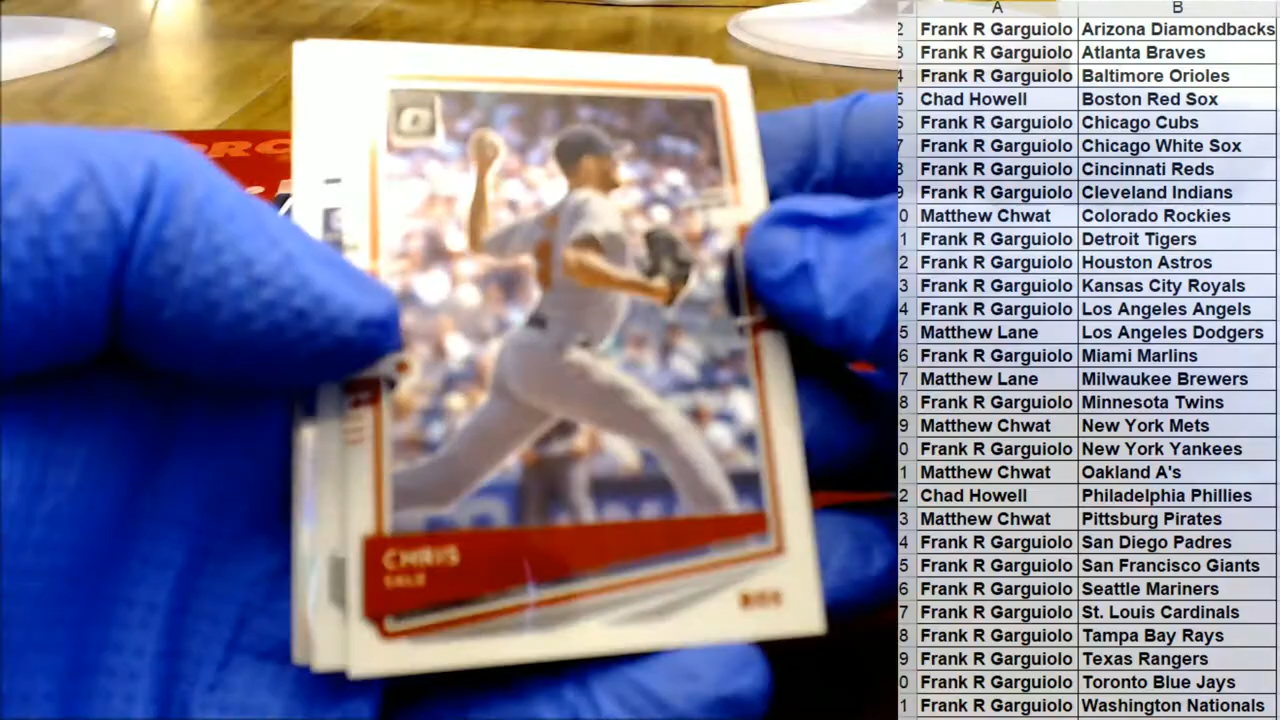 A B
2 Frank R Garguiolo Arizona Diamondbacks
3 Frank R Garguiolo Atlanta Braves
4 Frank R Garguiolo Baltimore Orioles
5 Chad Howell Boston Red Sox
6 Frank R Garguiolo Chicago Cubs
7 Frank R Garguiolo Chicago White Sox
8 Frank R Garguiolo Cincinnati Reds
9 Frank R Garguiolo Cleveland Indians
0 Matthew Chwat Colorado Rockies
1 Frank R Garguiolo Detroit Tigers
2 Frank R Garguiolo Houston Astros
3 Frank R Garguiolo Kansas City Royals
4 Frank R Garguiolo Los Angeles Angels
5 Matthew Lane Los Angeles Dodgers
6 Frank R Garguiolo Miami Marlins
7 Matthew Lane Milwaukee Brewers
8 Frank R Garguiolo Minnesota Twins
9 Matthew Chwat New York Mets
0 Frank R Garguiolo New York Yankees
1 Matthew Chwat Oakland A's
2 Chad Howell Philadelphia Phillies
3 Matthew Chwat Pittsburg Pirates
4 Frank R Garguiolo San Diego Padres
5 Frank R Garguiolo San Francisco Giants
6 Frank R Garguiolo Seattle Mariners
7 Frank R Garguiolo St. Louis Cardinals
8 Frank R Garguiolo Tampa Bay Rays
9 Frank R Garguiolo Texas Rangers
0 Frank R Garguiolo Toronto Blue Jays
1 Frank R Garguiolo Washington Nationals
CHRIS
SALE